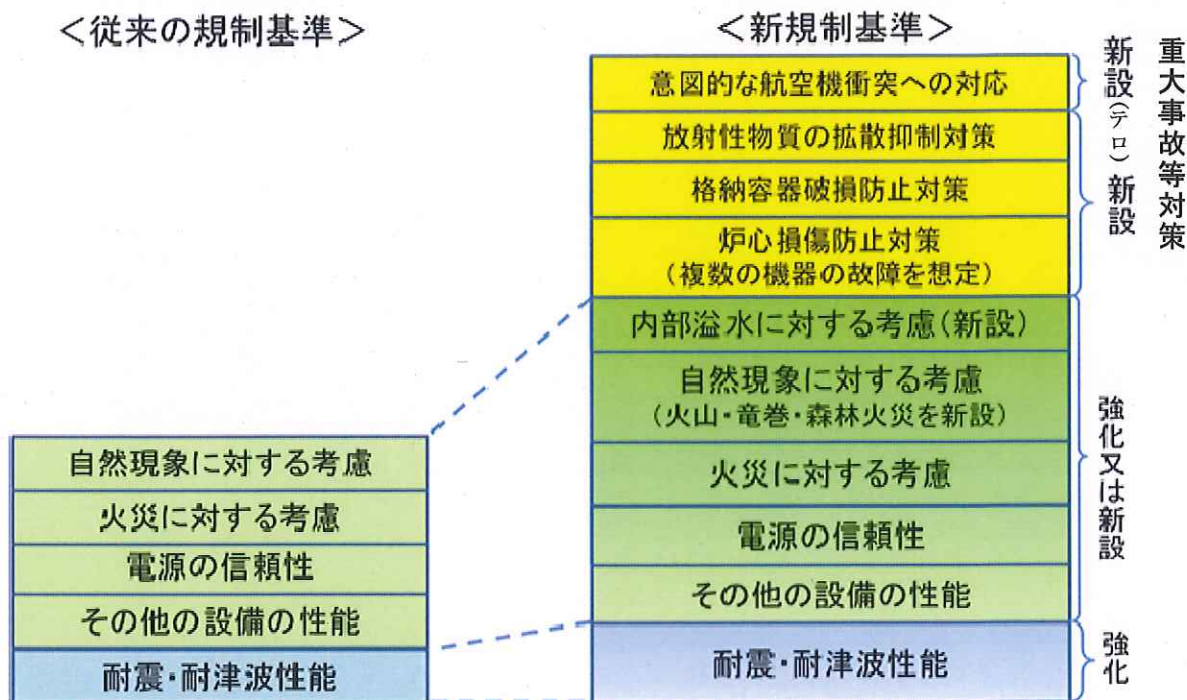 <従来の規制基準>
自然現象に対する考慮
火災に対する考慮
電源の信頼性
その他の設備の性能
耐震・耐津波性能
<新規制基準>
意図的な航空機衝突への対応
放射性物質の拡散抑制対策
格納容器破損防止対策
炉心損傷防止対策
(複数の機器の故障を想定)
内部溢水に対する考慮(新設)
自然現象に対する考慮
(火山・竜巻・森林火災を新設)
火災に対する考慮
電源の信頼性
その他の設備の性能
耐震・耐津波性能
新設(テロ)
新設
重大事故等対策
強化又は新設
強化